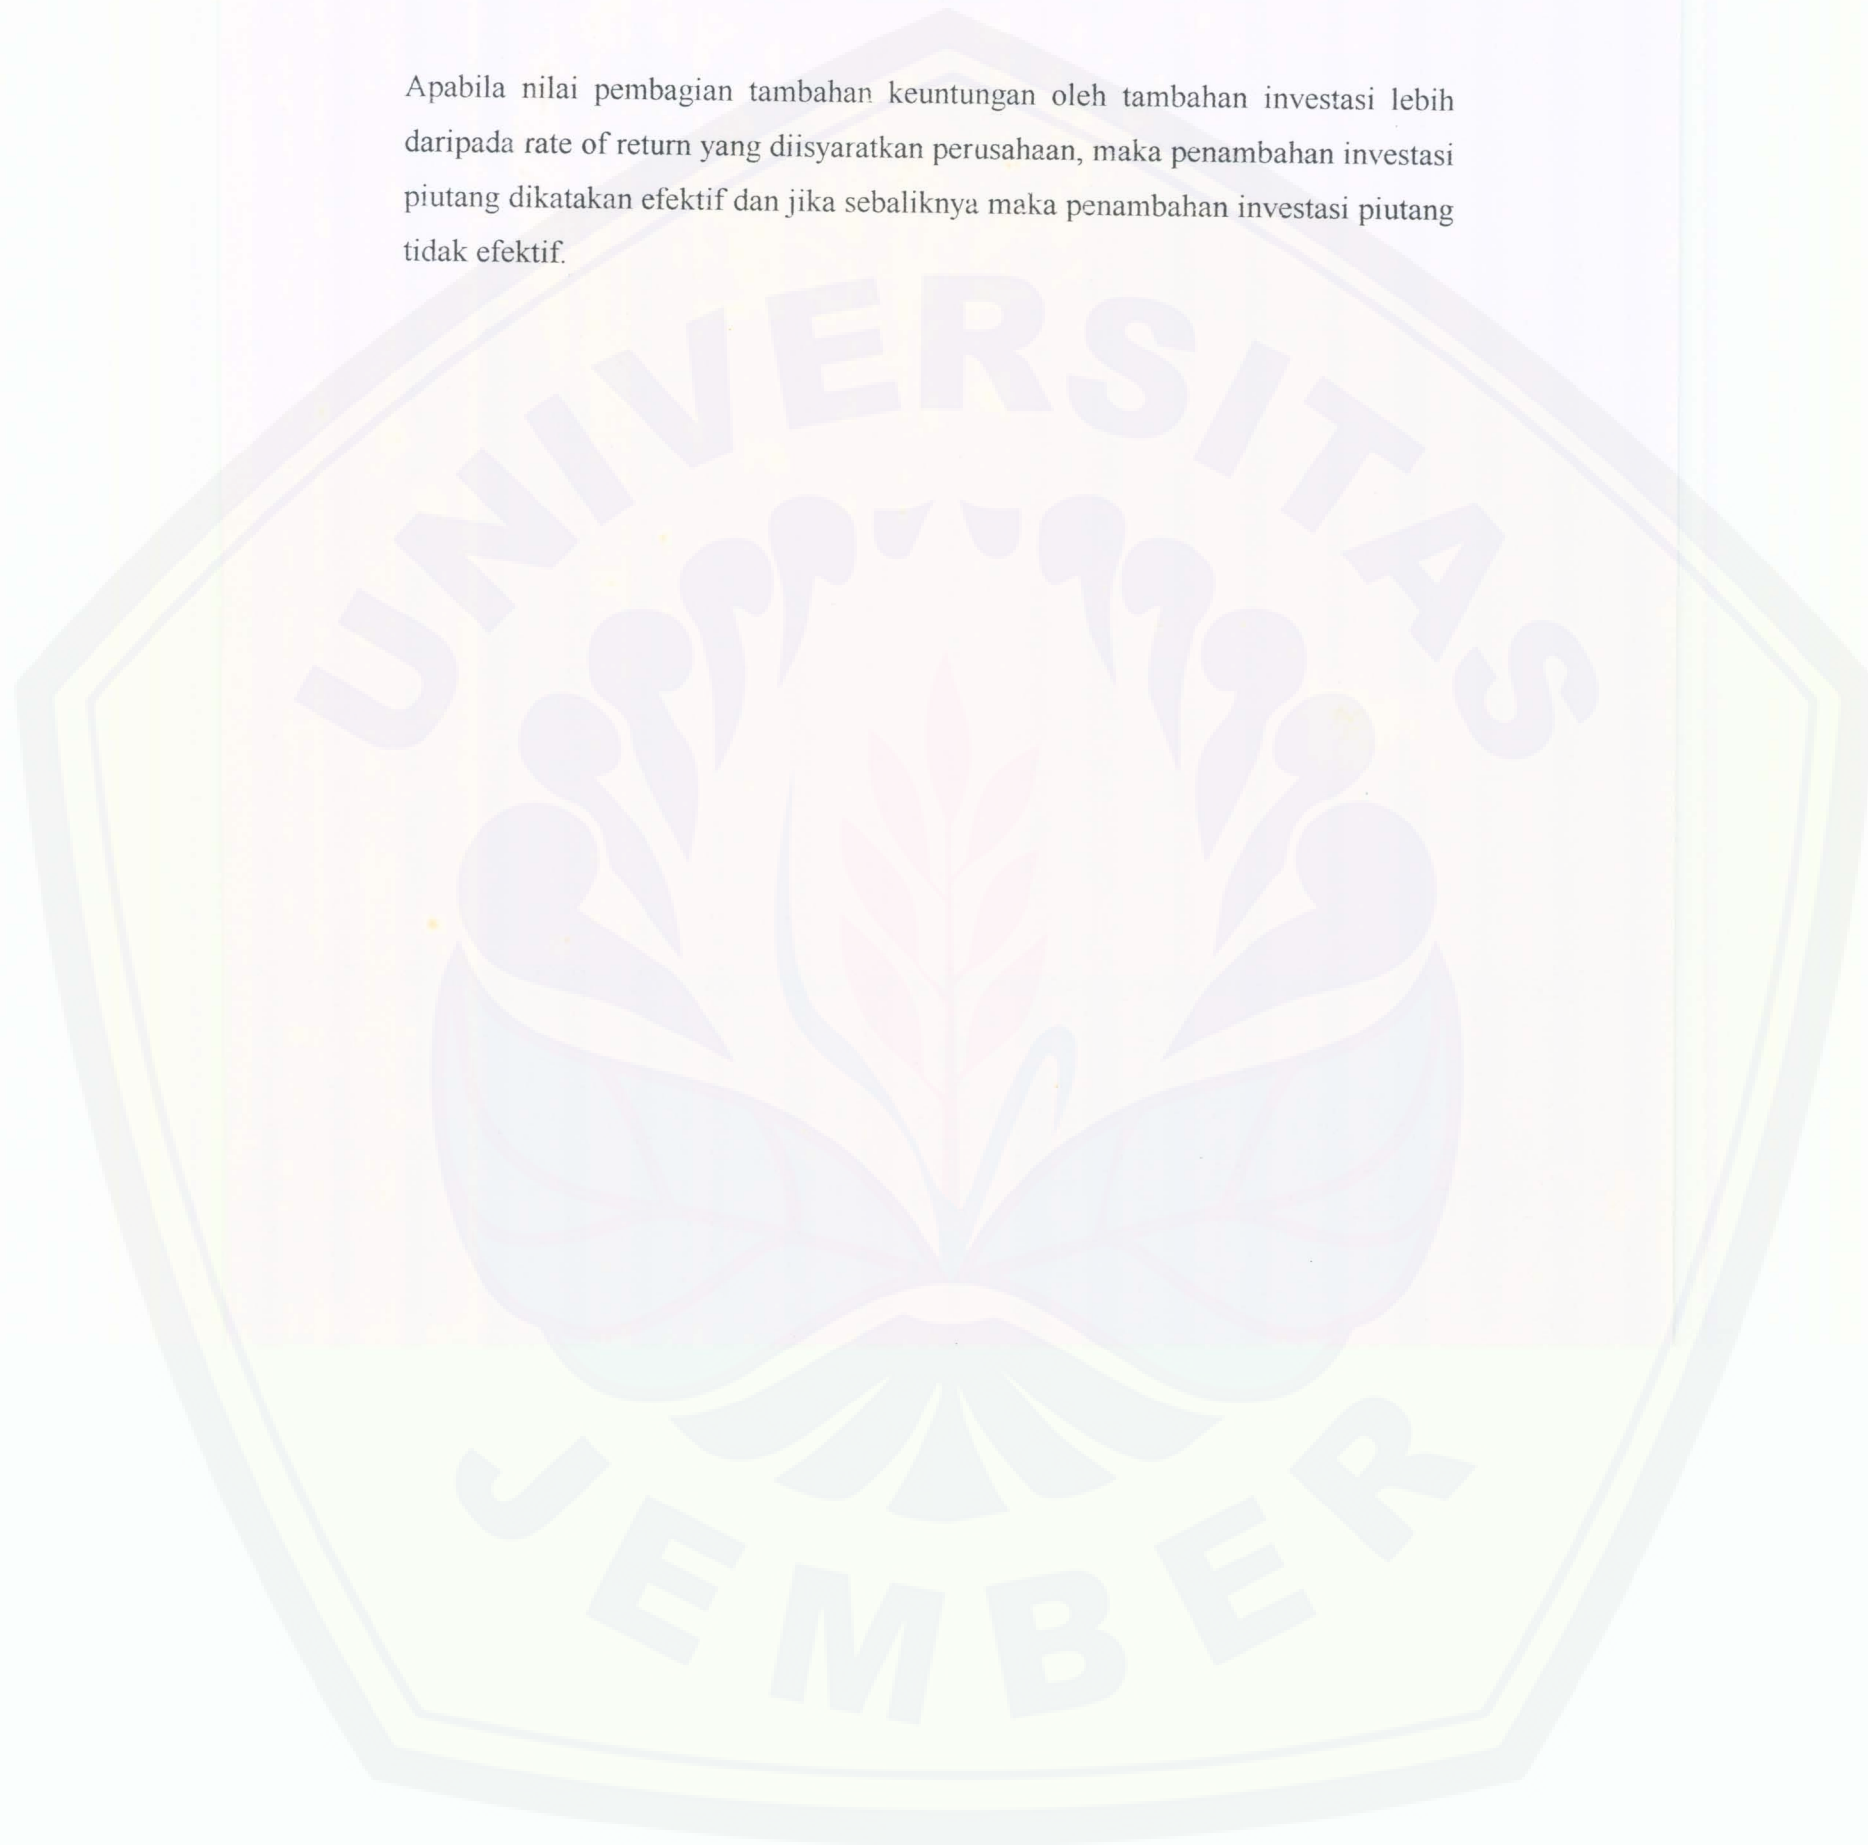 Apabila nilai pembagian tambahan keuntungan oleh tambahan investasi lebih
daripada rate of return yang diisyaratkan perusahaan, maka penambahan investasi
piutang dikatakan efektif dan jika sebaliknya maka penambahan investasi piutang
tidak efektif.
UNIVERSITAS
JEMBER